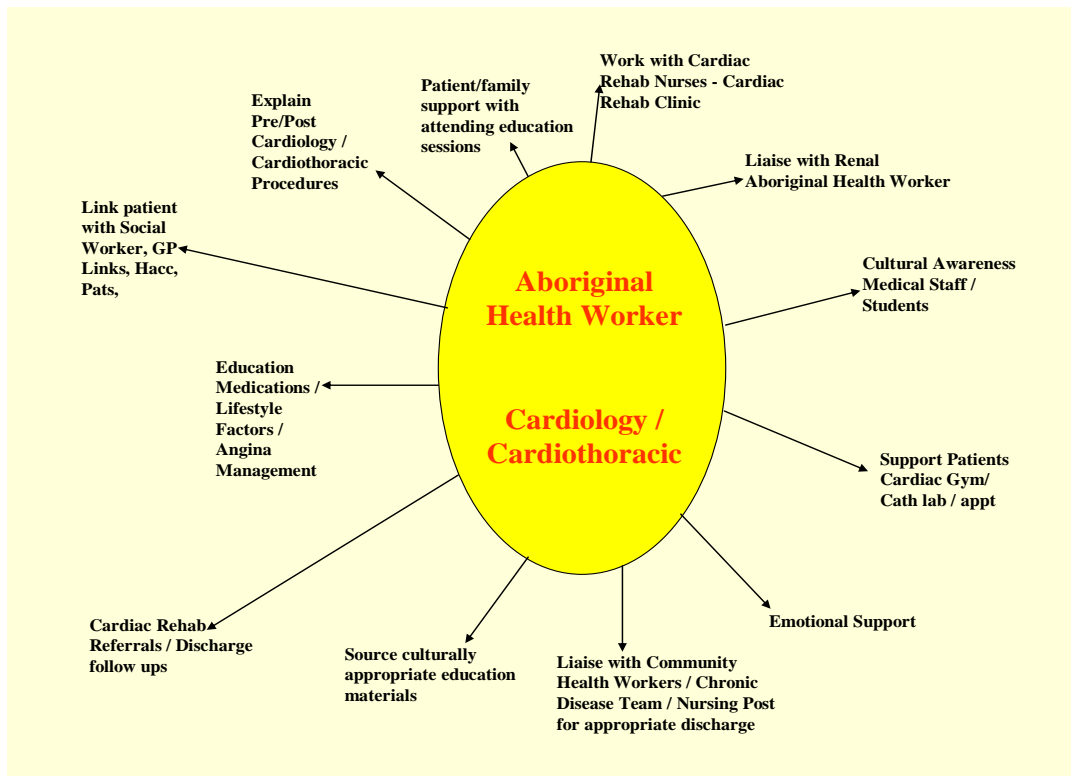 Work with Cardiac
Rehab Nurses - Cardiac
Rehab Clinic
Patient/family
support with
attending education
sessions
Explain
Pre/Post
Cardiology /
Cardiothoracic
Procedures
Liaise with Renal
Aboriginal Health Worker
Link patient
with Social
Worker, GP
Links, Hacc,
Pats,
Cultural Awareness
Medical Staff /
Students
Aboriginal
Health Worker
Cardiology /
Cardiothoracic
Education
Medications /
Lifestyle
Factors /
Angina
Management
Support Patients
Cardiac Gym/
Cath lab / appt
Cardiac Rehab
Referrals / Discharge
follow ups
Emotional Support
Source culturally
appropriate education
materials
Liaise with Community
Health Workers / Chronic
Disease Team / Nursing Post
for appropriate discharge